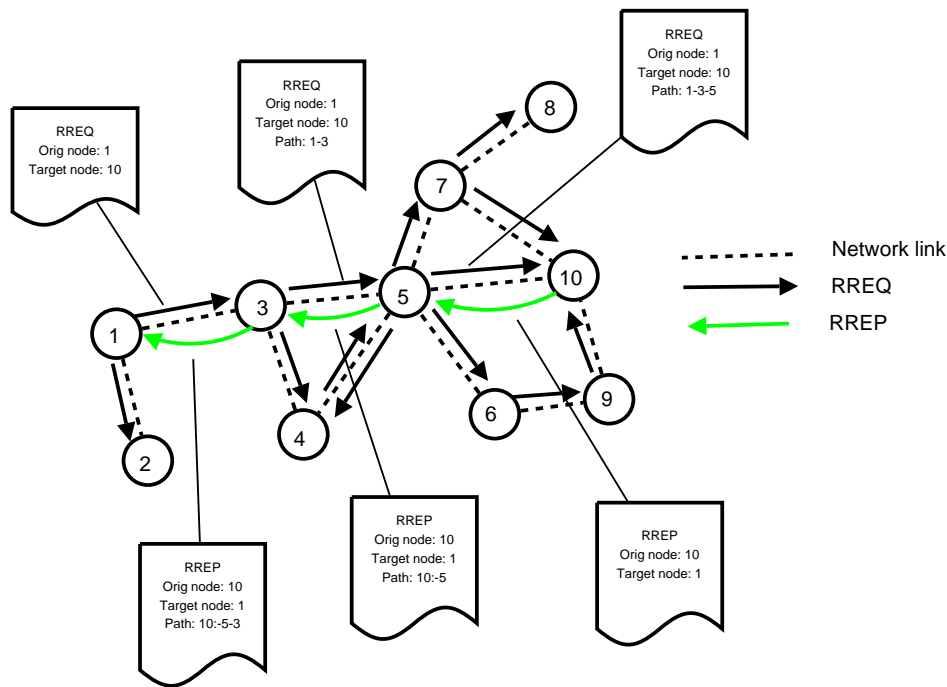 RREQ
Orig node: 1
Target node: 10
RREQ
Orig node: 1
Target node: 10
Path: 1-3
RREQ
Orig node: 1
Target node: 10
Path: 1-3-5
8
7
10
5
3
1
2
4
6
9
Network link
RREQ
RREP
RREP
Orig node: 10
Target node: 1
Path: 10:-5-3
RREP
Orig node: 10
Target node: 1
Path: 10:-5
RREP
Orig node: 10
Target node: 1